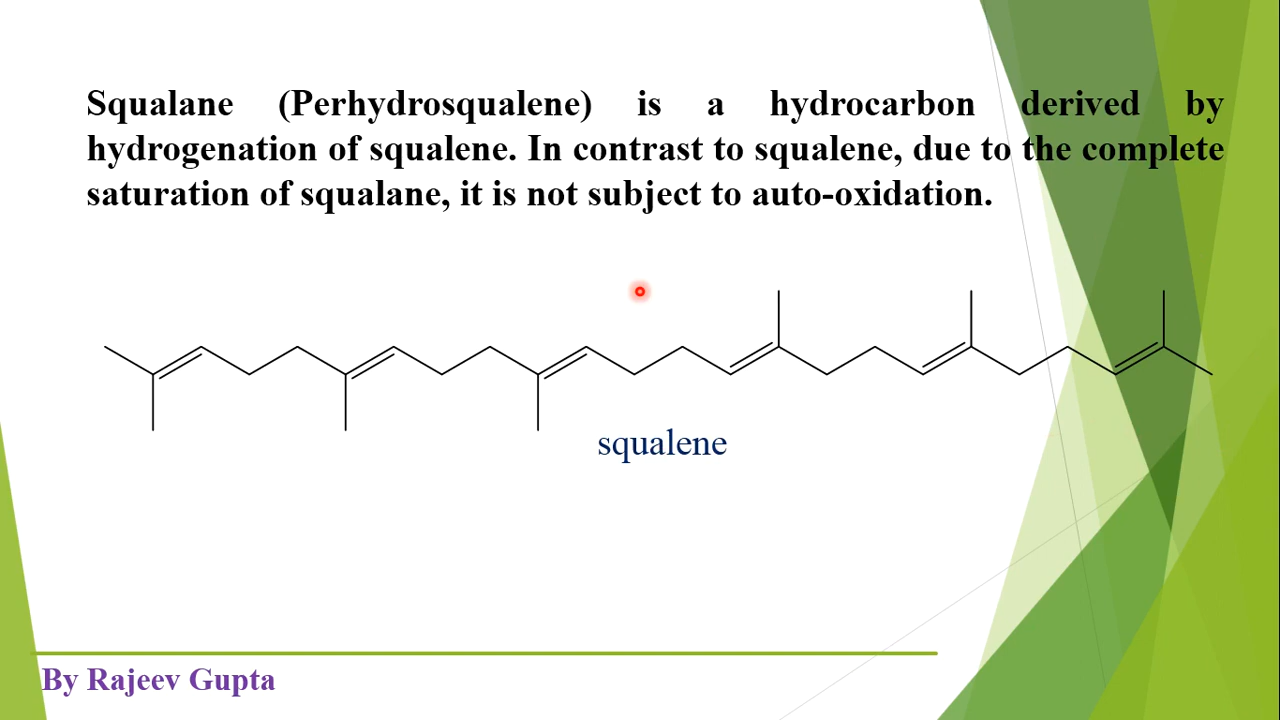 Squalane (Perhydrosqualene) is a hydrocarbon derived by
hydrogenation of squalene. In contrast to squalene, due to the complete
saturation of squalane, it is not subject to auto-oxidation.
squalene
By Rajeev Gupta